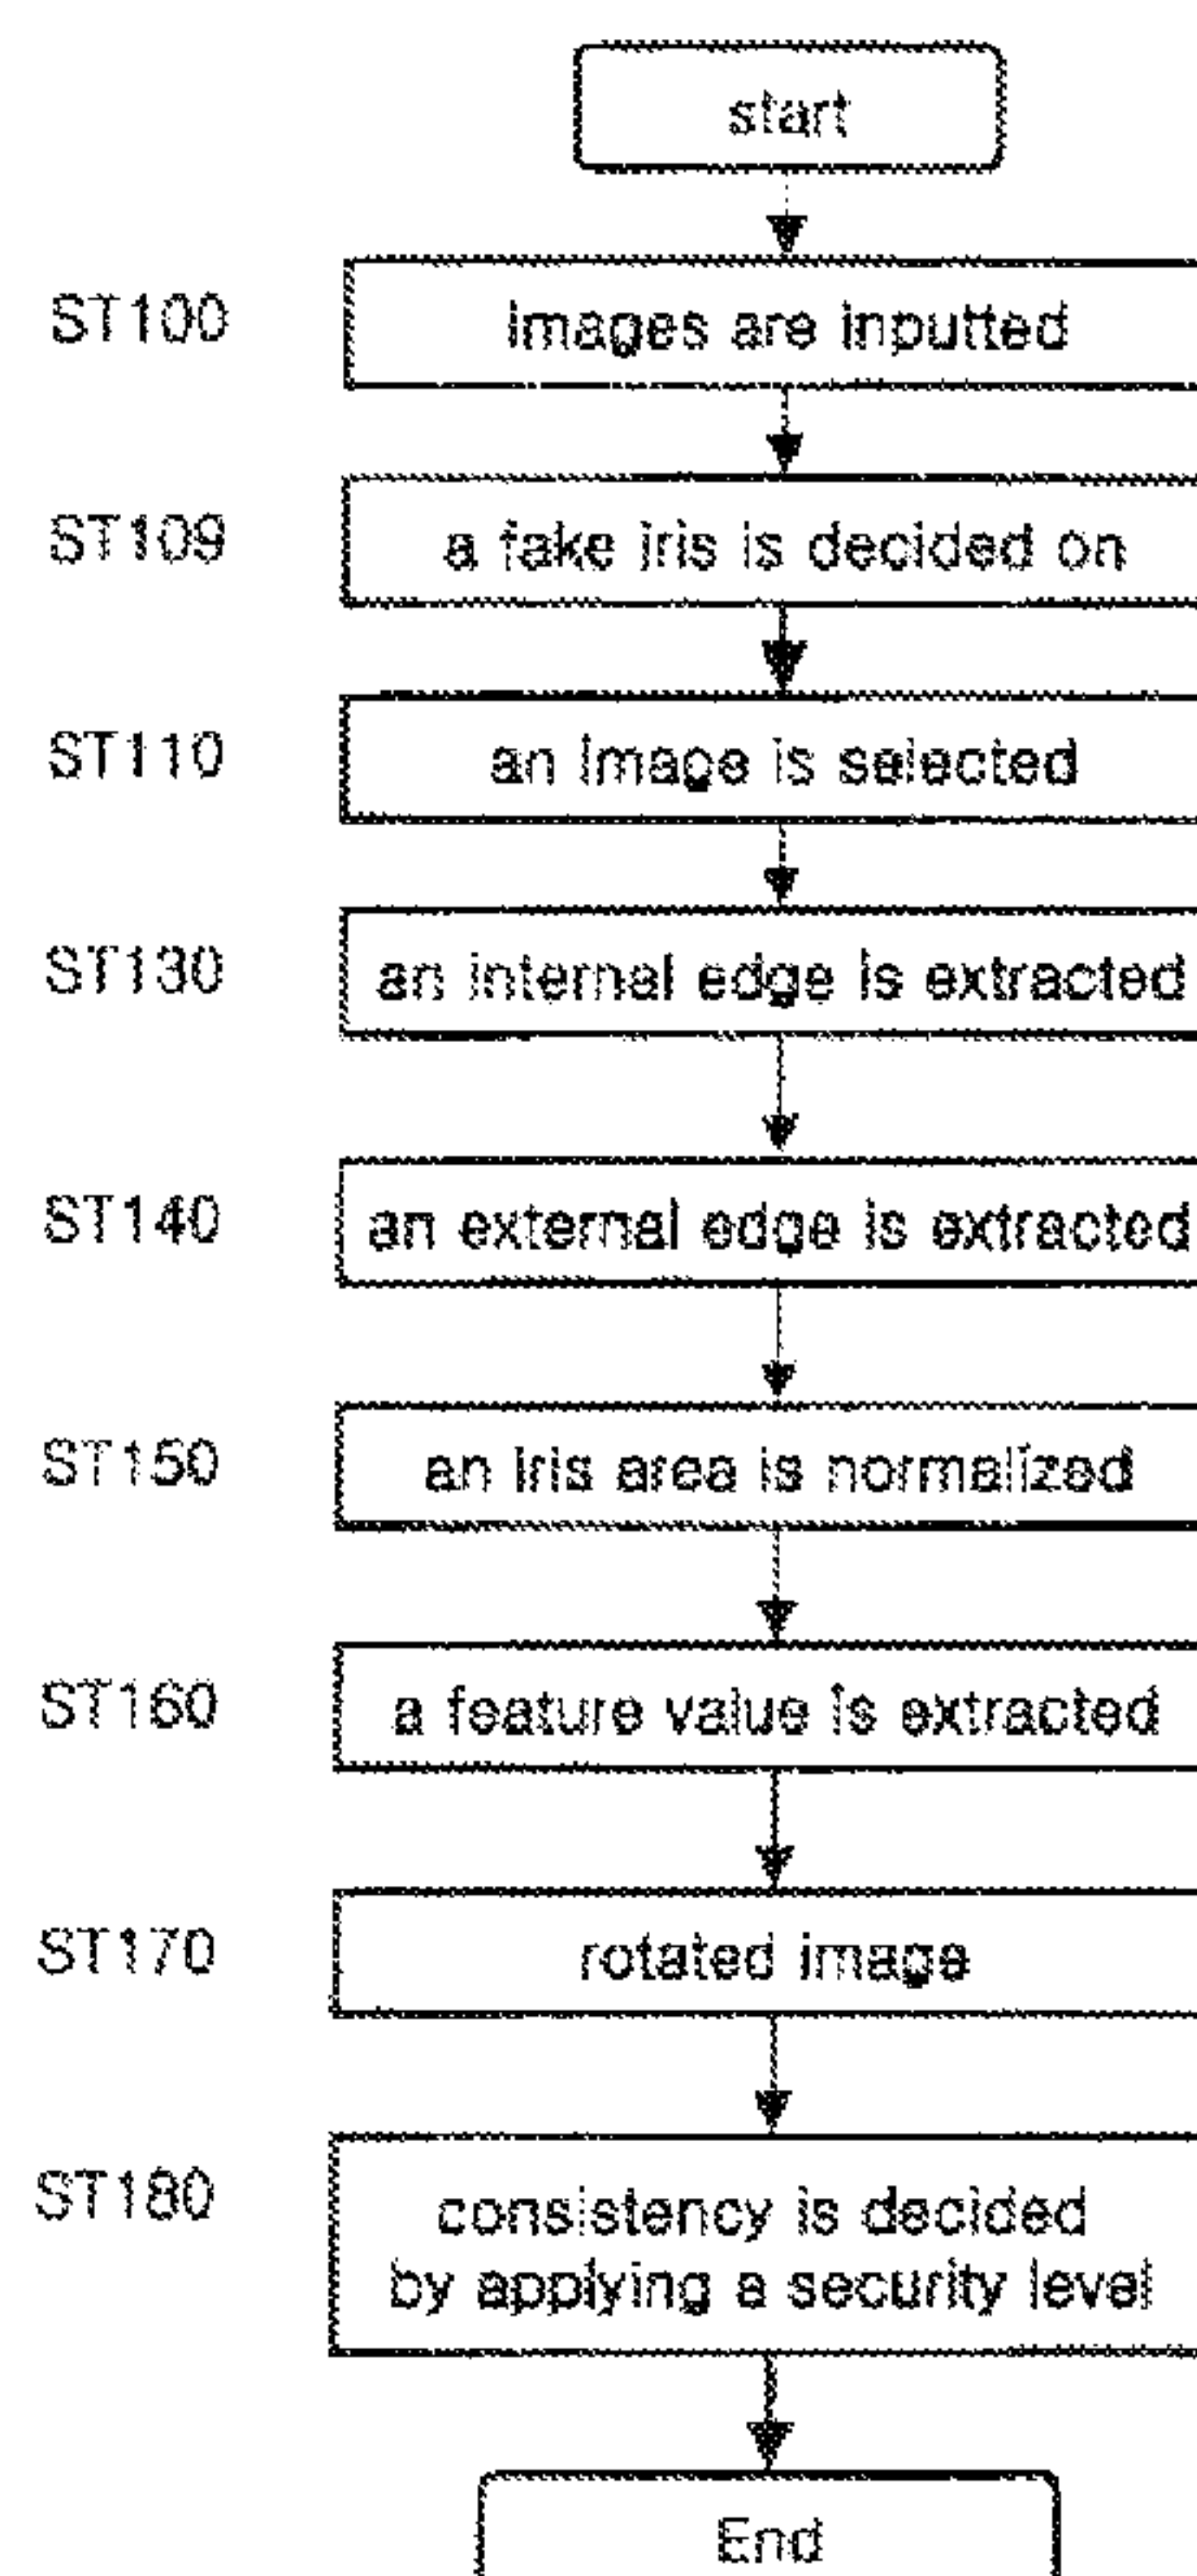 start
ST100
images are inputted
ST109
a fake iris is decided on
ST110
an image is selected
ST130
an internal edge is extracted
ST140
an external edge is extracted
ST150
an iris area is normalized
ST160
a feature value is extracted
ST170
rotated image
ST180
consistency is decided
by applying a security level
End